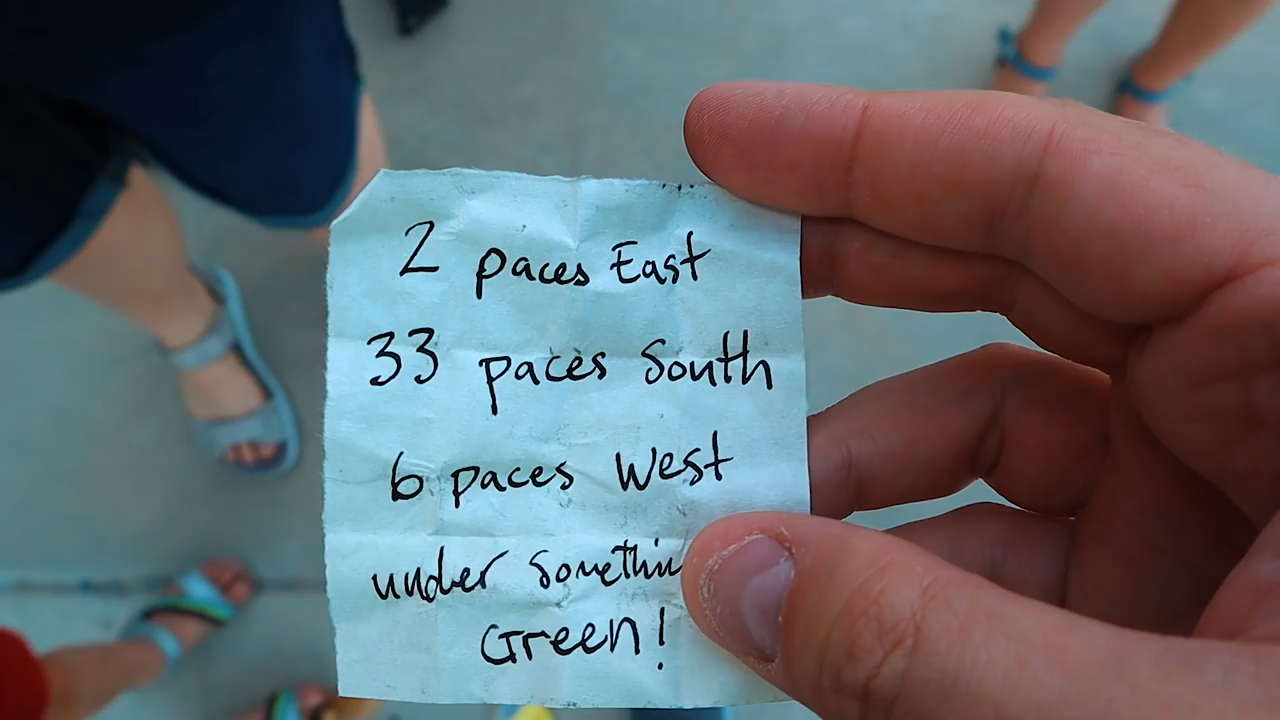 2 paces East
33 paces South
6 paces West
under somethin
Green!